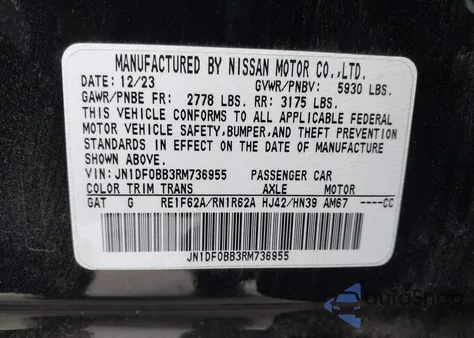 MANUFACTURED BY NISSAN MOTOR CO.,LTD.
DATE: 12/23 GVWR/PNBV: 5930 LBS.
GAWR/PNBE FR: 2778 LBS. RR: 3175 LBS.
THIS VEHICLE CONFORMS TO ALL APPLICABLE FEDERAL
MOTOR VEHICLE SAFETY,BUMPER,AND THEFT PREVENTION
STANDARDS IN EFFECT ON THE DATE OF MANUFACTURE
SHOWN ABOVE.
VIN: JN1DF0BB3RM736955 PASSENGER CAR
COLOR TRIM TRANS AXLE MOTOR
GAT G RE1F62A/RN1R62A HJ42/HN39 AM67 ----CC
JN1DF0BB3RM736955
autosnap